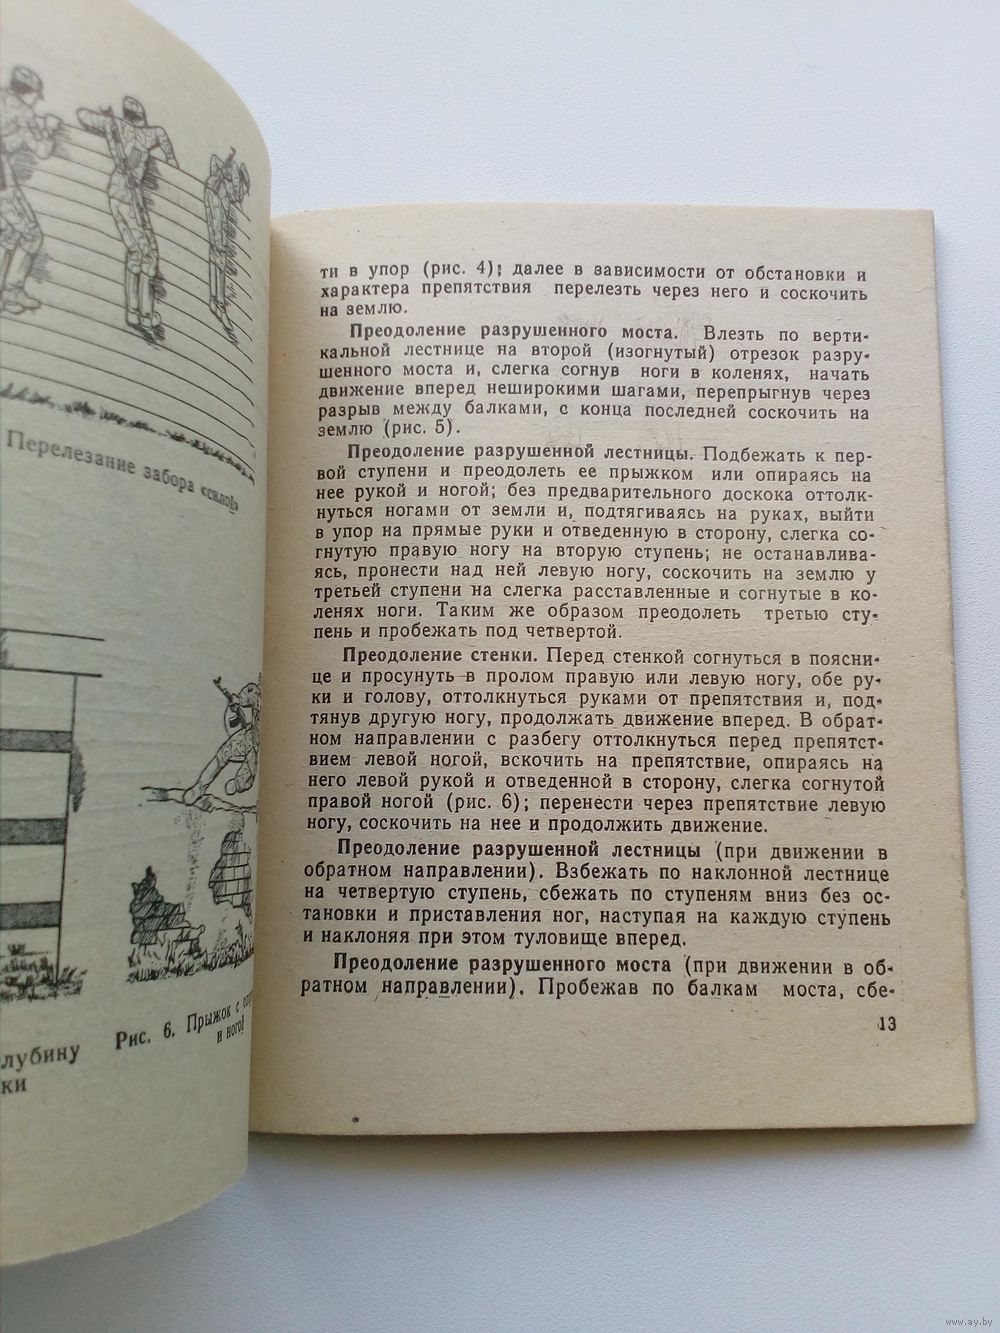 Перелезание забора «силой»
Рис. 6. Прыжок с
и ногой
лубину
ки
ти в упор (рис. 4); далее в зависимости от обстановки и
характера препятствия перелезть через него и соскочить
на землю.
Преодоление разрушенного моста. Влезть по верти-
кальной лестнице на второй (изогнутый) отрезок разру-
шенного моста и, слегка согнув ноги в коленях, начать
движение вперед неширокими шагами, перепрыгнув через
разрыв между балками, с конца последней соскочить на
землю (рис. 5).
Преодоление разрушенной лестницы. Подбежать к пер-
вой ступени и преодолеть ее прыжком или опираясь на
нее рукой и ногой; без предварительного доскока оттолк-
нуться ногами от земли и, подтягиваясь на руках, выйти
в упор на прямые руки и отведенную в сторону, слегка со-
гнутую правую ногу на вторую ступень; не останавлива-
ясь, пронести над ней левую ногу, соскочить на землю у
третьей ступени на слегка расставленные и согнутые в ко-
ленях ноги. Таким же образом преодолеть третью сту-
пень и пробежать под четвертой.
Преодоление стенки. Перед стенкой согнуться в поясни-
це и просунуть в пролом правую или левую ногу, обе ру-
ки и голову, оттолкнуться руками от препятствия и, под-
тянув другую ногу, продолжать движение вперед. В обрат-
ном направлении с разбегу оттолкнуться перед препятст-
вием левой ногой, вскочить на препятствие, опираясь на
него левой рукой и отведенной в сторону, слегка согнутой
правой ногой (рис. 6); перенести через препятствие левую
ногу, соскочить на нее и продолжить движение.
Преодоление разрушенной лестницы (при движении в
обратном направлении). Взбежать по наклонной лестнице
на четвертую ступень, сбежать по ступеням вниз без ос-
тановки и приставления ног, наступая на каждую ступень
и наклоняя при этом туловище вперед.
Преодоление разрушенного моста (при движении в об-
ратном направлении). Пробежав по балкам моста, сбе-
13
www.ay.by